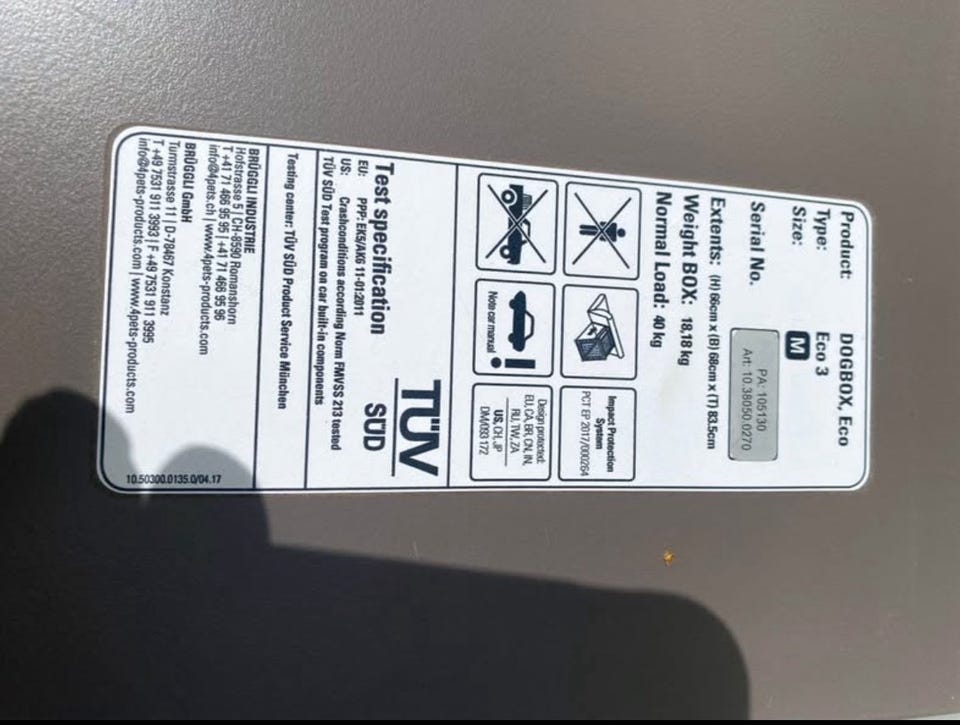 Product: DOGBOX, Eco
Type: Eco 3
Size: M
Serial No. PA: 105130
Art: 10.38050.0270
Extents: (H) 66cm x (B) 68cm x (T) 83.5cm
Weight BOX: 18,18 kg
Normal Load: 40 kg
Impact Protection
System
PCT EP 2017/000264
Note car manual
Design protected:
EU, CA, BR, CN, IN,
RU, TW, ZA
US, CH, JP
DM/093 172
Test specification
EU: PPP: EK5/AK6 11-01:2011
US: Crashconditions according Norm FMVSS 213 tested
TÜV SÜD Test program on car built-in components
TÜV
SÜD
Testing center: TÜV SÜD Product Service München
BRÜGGLI INDUSTRIE
Hofstrasse 5 | CH-8590 Romanshorn
T +41 71 466 95 95 | +41 71 466 95 96
info@4pets.ch | www.4pets-products.com
BRÜGGLI GmbH
Turmstrasse 11 | D-78467 Konstanz
T +49 7531 911 3993 | F +49 7531 911 3995
info@4pets-products.com | www.4pets-products.com
10.50300.0135.0/04.17